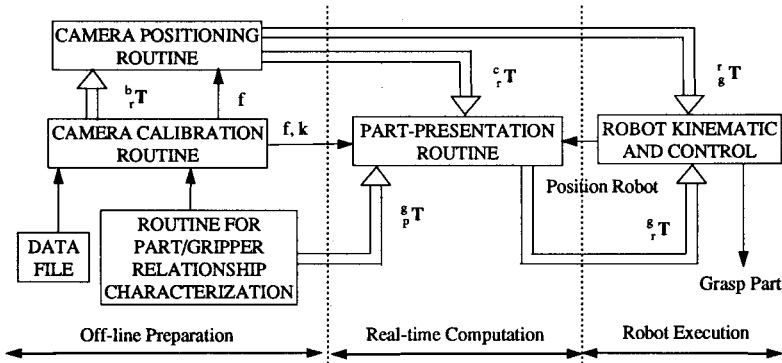 CAMERA POSITIONING
ROUTINE
b
r T
f
c
r T
r
g T
CAMERA CALIBRATION
ROUTINE
f, k
PART-PRESENTATION
ROUTINE
ROBOT KINEMATIC
AND CONTROL
Position Robot
DATA
FILE
ROUTINE FOR
PART/GRIPPER
RELATIONSHIP
CHARACTERIZATION
g
p T
g
r T
Grasp Part
Off-line Preparation
Real-time Computation
Robot Execution